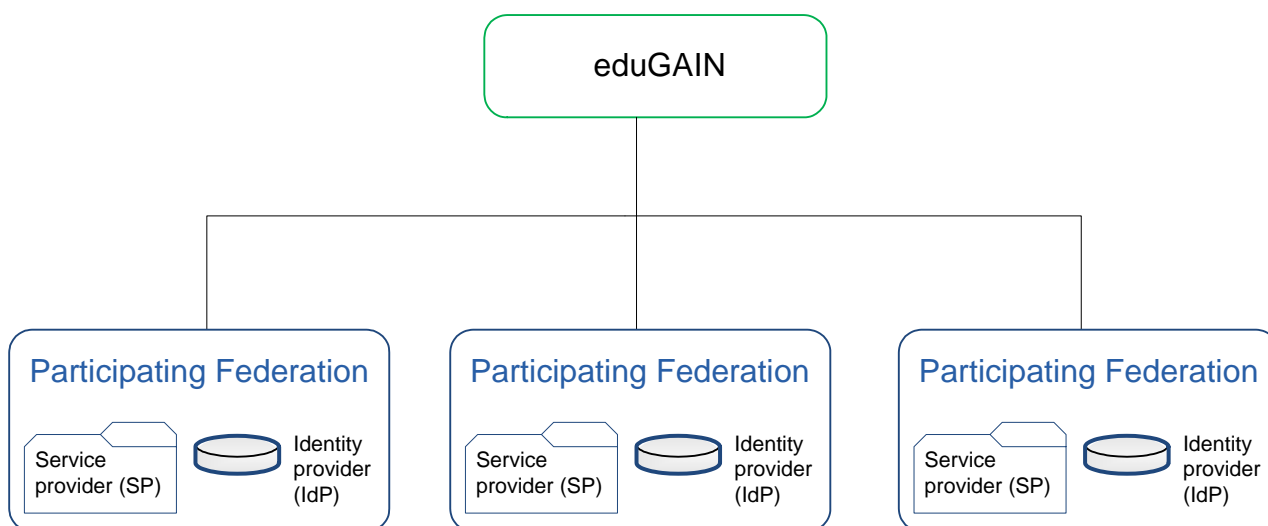 eduGAIN
Participating Federation
Service
provider (SP)
Identity
provider
(IdP)
Participating Federation
Service
provider (SP)
Identity
provider
(IdP)
Participating Federation
Service
provider (SP)
Identity
provider
(IdP)